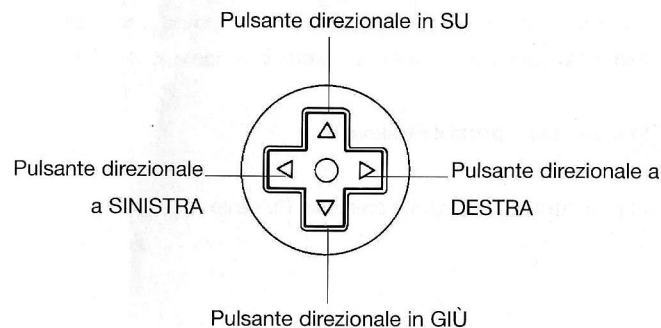 Pulsante direzionale in SU
Pulsante direzionale
a SINISTRA
Pulsante direzionale a
DESTRA
Pulsante direzionale in GIÙ